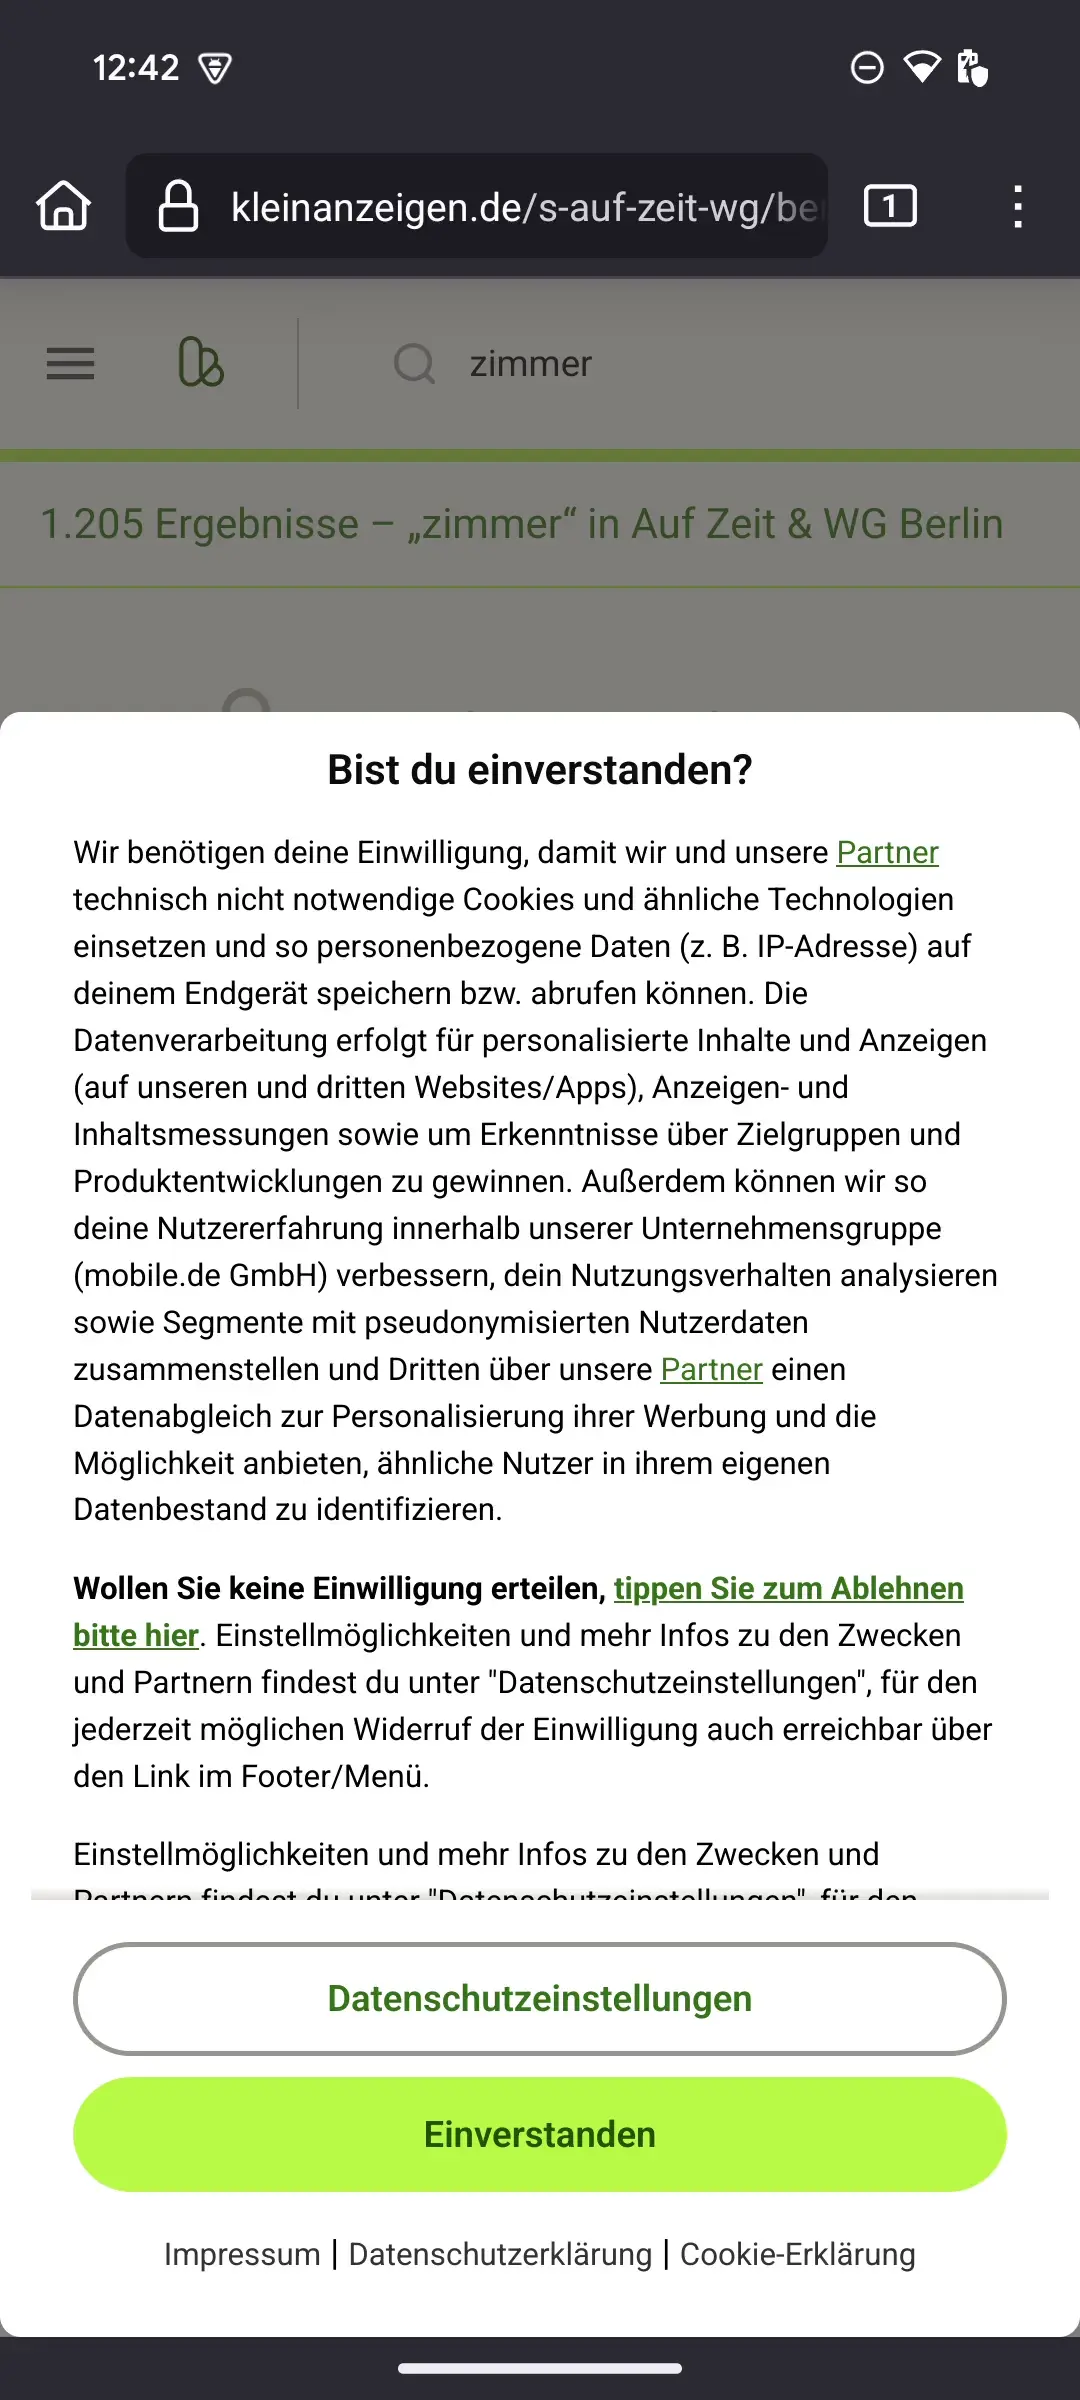 12:42
kleinanzeigen.de/s-auf-zeit-wg/be
1
zimmer
1.205 Ergebnisse – „zimmer“ in Auf Zeit & WG Berlin
Bist du einverstanden?
Wir benötigen deine Einwilligung, damit wir und unsere Partner
technisch nicht notwendige Cookies und ähnliche Technologien
einsetzen und so personenbezogene Daten (z. B. IP-Adresse) auf
deinem Endgerät speichern bzw. abrufen können. Die
Datenverarbeitung erfolgt für personalisierte Inhalte und Anzeigen
(auf unseren und dritten Websites/Apps), Anzeigen- und
Inhaltsmessungen sowie um Erkenntnisse über Zielgruppen und
Produktentwicklungen zu gewinnen. Außerdem können wir so
deine Nutzererfahrung innerhalb unserer Unternehmensgruppe
(mobile.de GmbH) verbessern, dein Nutzungsverhalten analysieren
sowie Segmente mit pseudonymisierten Nutzerdaten
zusammenstellen und Dritten über unsere Partner einen
Datenabgleich zur Personalisierung ihrer Werbung und die
Möglichkeit anbieten, ähnliche Nutzer in ihrem eigenen
Datenbestand zu identifizieren.
Wollen Sie keine Einwilligung erteilen, tippen Sie zum Ablehnen
bitte hier. Einstellmöglichkeiten und mehr Infos zu den Zwecken
und Partnern findest du unter "Datenschutzeinstellungen", für den
jederzeit möglichen Widerruf der Einwilligung auch erreichbar über
den Link im Footer/Menü.
Einstellmöglichkeiten und mehr Infos zu den Zwecken und
Partnern findest du unter "Datenschutzeinstellungen", für den
Datenschutzeinstellungen
Einverstanden
Impressum | Datenschutzerklärung | Cookie-Erklärung